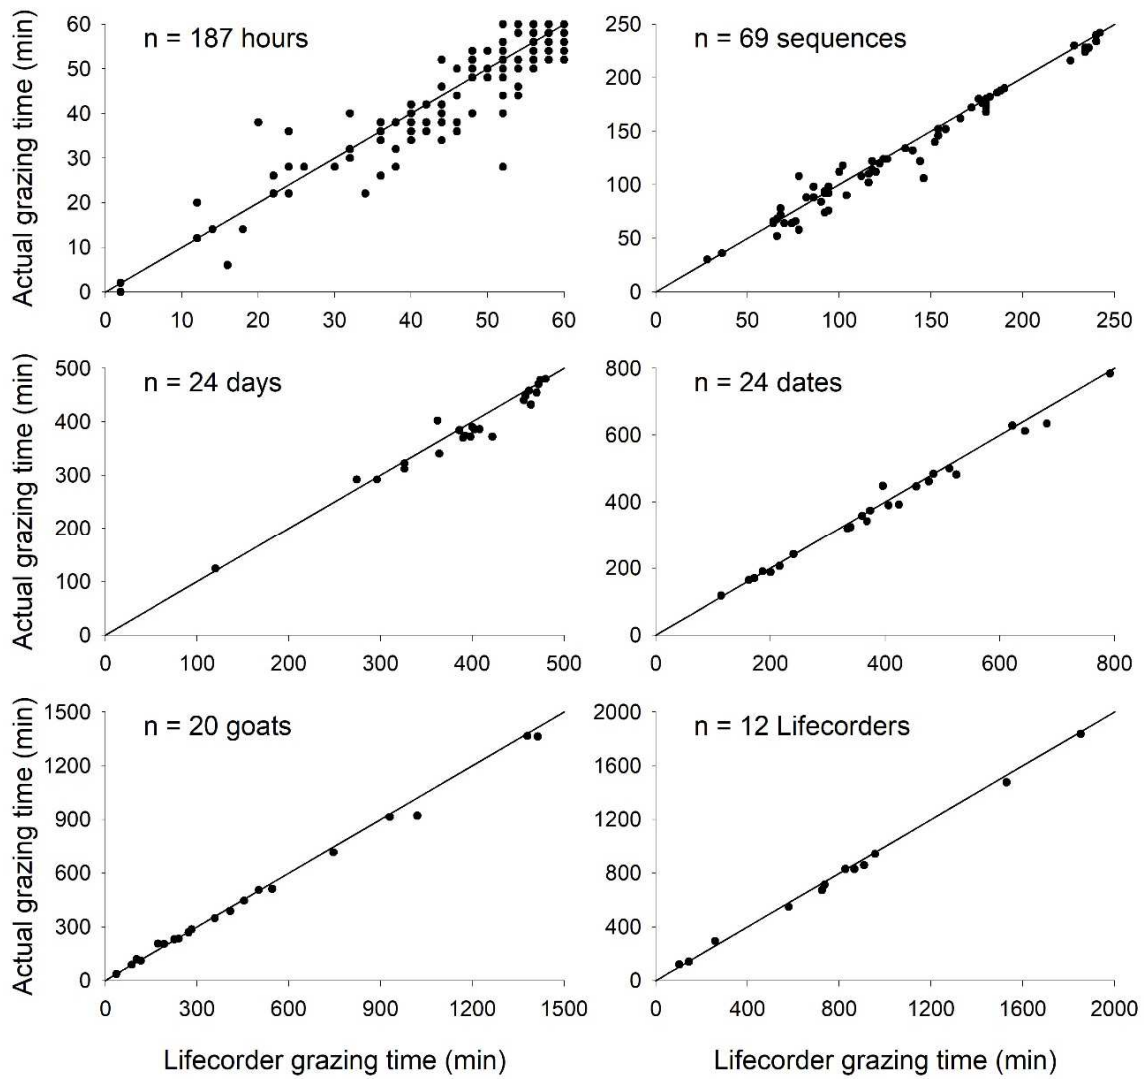 Actual grazing time (min)
n = 187 hours
60
50
40
30
20
10
0
0 10 20 30 40 50 60
n = 69 sequences
250
200
150
100
50
0
0 50 100 150 200 250
Actual grazing time (min)
n = 24 days
500
400
300
200
100
0
0 100 200 300 400 500
n = 24 dates
800
600
400
200
0
0 200 400 600 800
Actual grazing time (min)
n = 20 goats
1500
1200
900
600
300
0
0 300 600 900 1200 1500
Lifecorder grazing time (min)
n = 12 Lifecorders
2000
1600
1200
800
400
0
0 400 800 1200 1600 2000
Lifecorder grazing time (min)